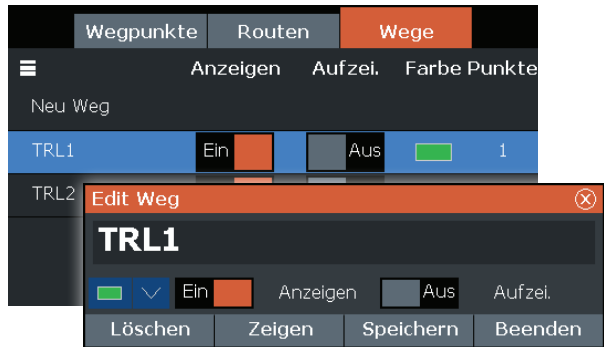 Wegpunkte Routen Wege
Anzeigen Aufzei. Farbe Punkte
Neu Weg
TRL1 Ein Aus 1
TRL2
Edit Weg
TRL1
Ein Anzeigen Aus Aufzei.
Löschen Zeigen Speichern Beenden